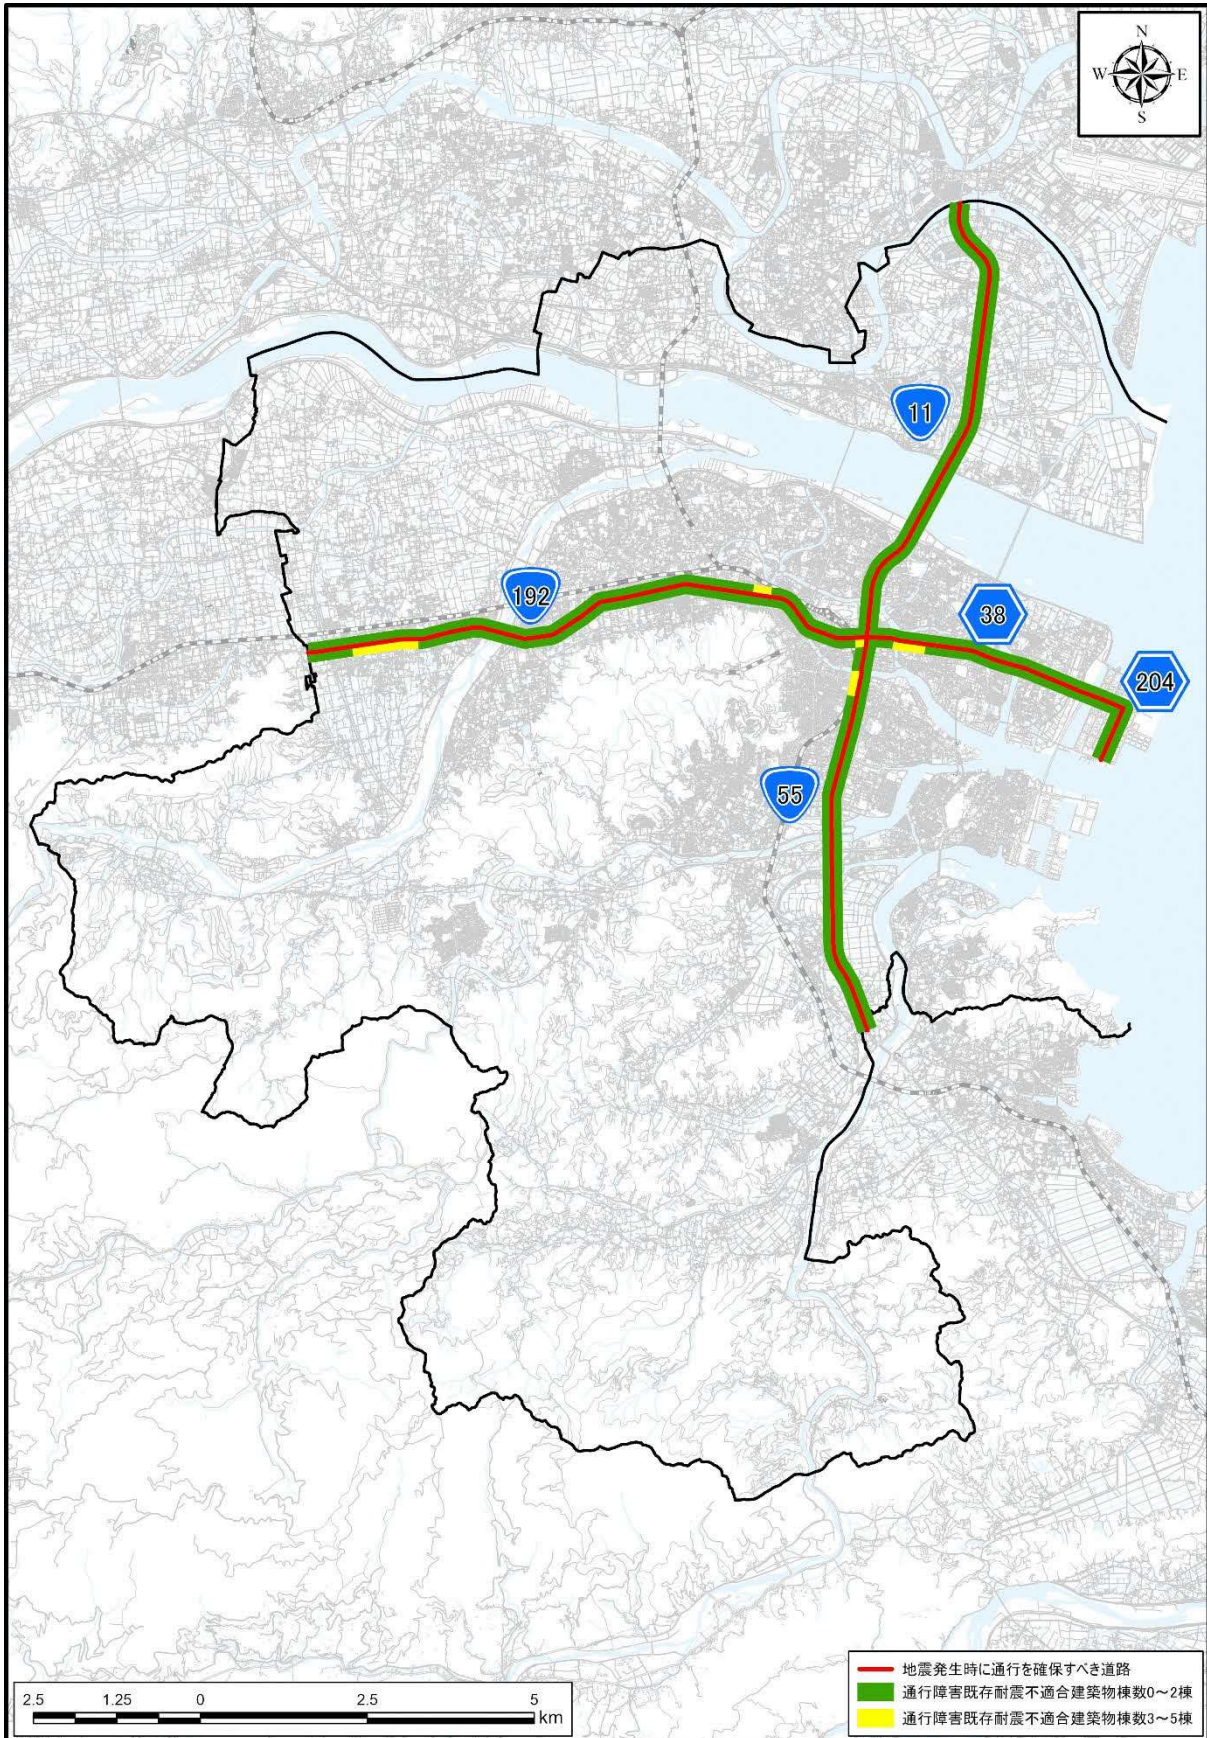 N
W E
S
11
192
38
204
55
2.5 1.25 0 2.5 5
km
地震発生時に通行を確保すべき道路
通行障害既存耐震不適合建築物棟数0～2棟
通行障害既存耐震不適合建築物棟数3～5棟